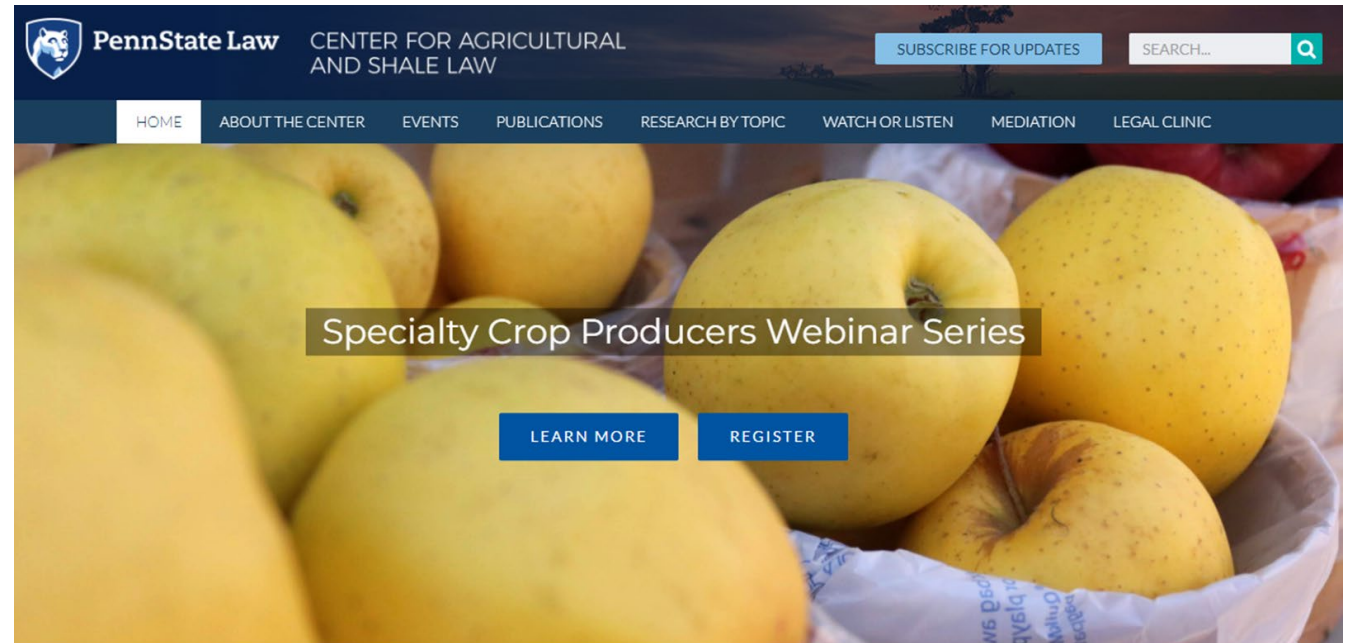 PennState Law
CENTER FOR AGRICULTURAL
AND SHALE LAW
SUBSCRIBE FOR UPDATES
SEARCH...
HOME ABOUT THE CENTER EVENTS PUBLICATIONS RESEARCH BY TOPIC WATCH OR LISTEN MEDIATION LEGAL CLINIC
Specialty Crop Producers Webinar Series
LEARN MORE REGISTER